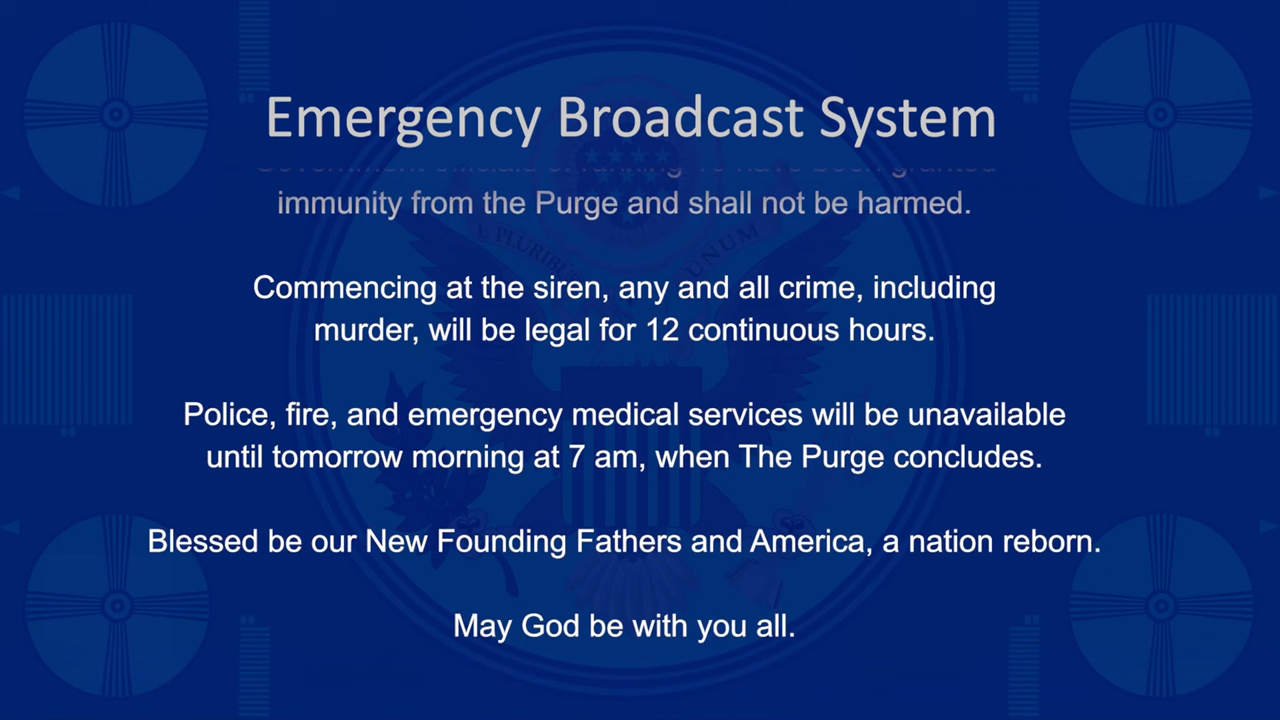 Emergency Broadcast System
immunity from the Purge and shall not be harmed.
E PLURIBUS UNUM
Commencing at the siren, any and all crime, including
murder, will be legal for 12 continuous hours.
Police, fire, and emergency medical services will be unavailable
until tomorrow morning at 7 am, when The Purge concludes.
Blessed be our New Founding Fathers and America, a nation reborn.
May God be with you all.